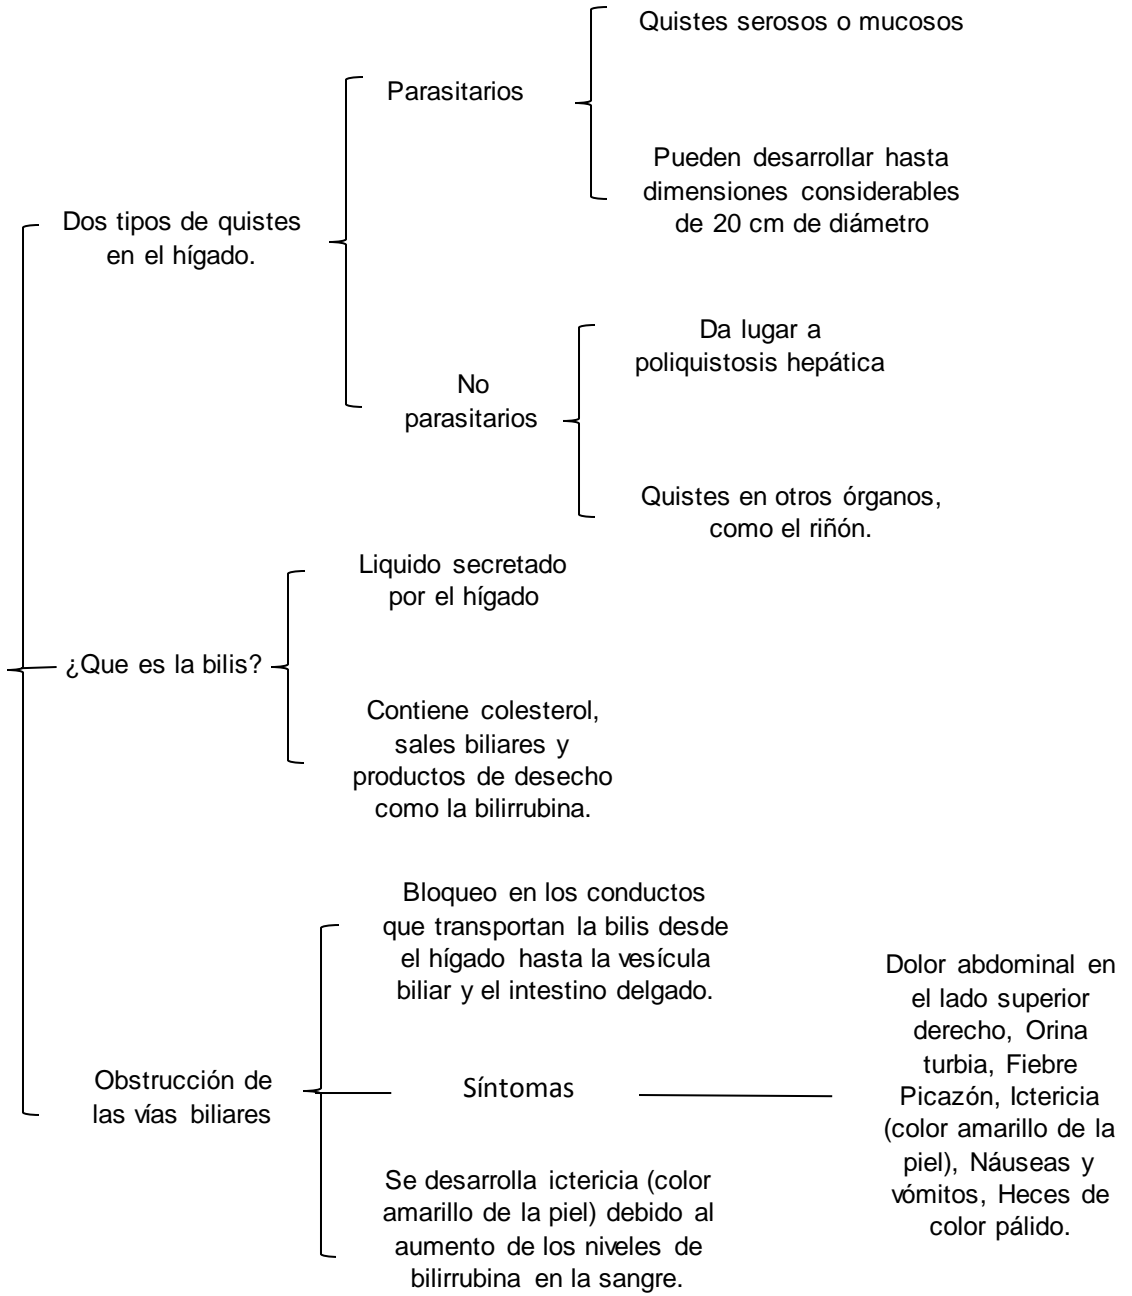 Quistes serosos o mucosos
Parasitarios
Pueden desarrollar hasta
dimensiones considerables
de 20 cm de diámetro
Dos tipos de quistes
en el hígado.
Da lugar a
poliquistosis hepática
No
parasitarios
Quistes en otros órganos,
como el riñón.
Liquido secretado
por el hígado
¿Que es la bilis?
Contiene colesterol,
sales biliares y
productos de desecho
como la bilirrubina.
Bloqueo en los conductos
que transportan la bilis desde
el hígado hasta la vesícula
biliar y el intestino delgado.
Obstrucción de
las vías biliares
Síntomas
Dolor abdominal en
el lado superior
derecho, Orina
turbia, Fiebre
Picazón, Ictericia
(color amarillo de la
piel), Náuseas y
vómitos, Heces de
color pálido.
Se desarrolla ictericia (color
amarillo de la piel) debido al
aumento de los niveles de
bilirrubina en la sangre.